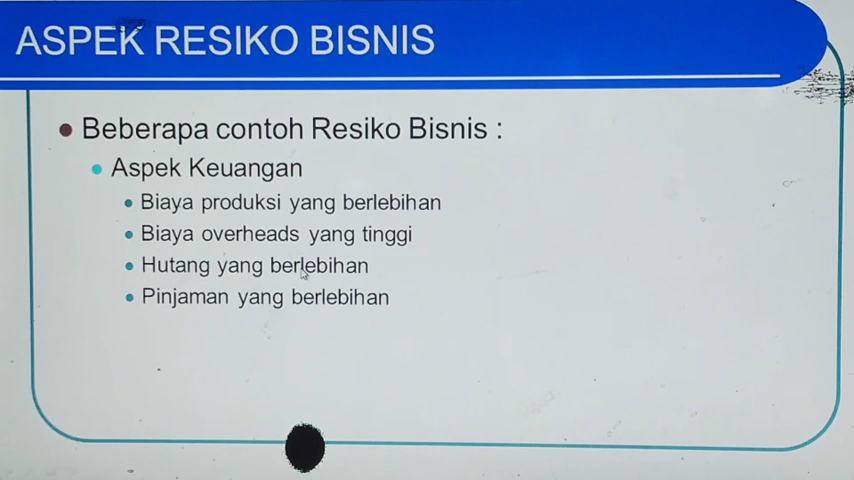 ASPEK RESIKO BISNIS
Beberapa contoh Resiko Bisnis :
Aspek Keuangan
Biaya produksi yang berlebihan
Biaya overheads yang tinggi
Hutang yang berlebihan
Pinjaman yang berlebihan